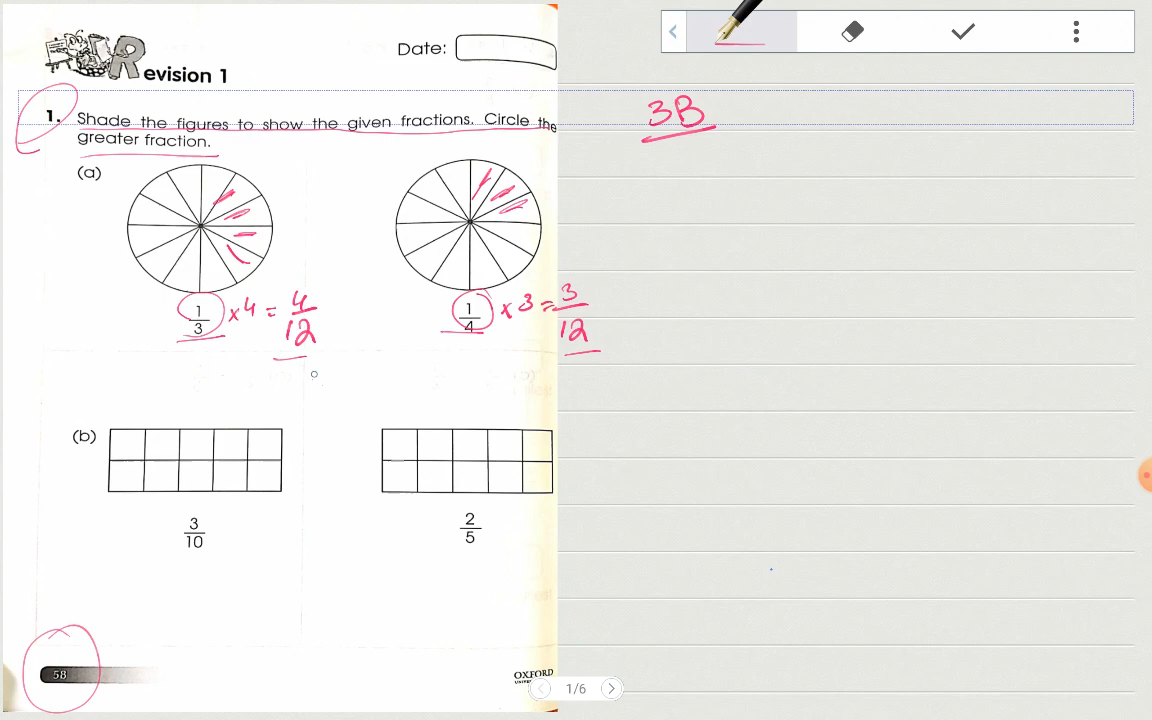 Date:
Revision 1
3B
1. Shade the figures to show the given fractions. Circle the
greater fraction.
(a)
1/3 × 4 = 4/12
1/4 × 3 = 3/12
(b)
3/10
2/5
58
OXFORD
1/6